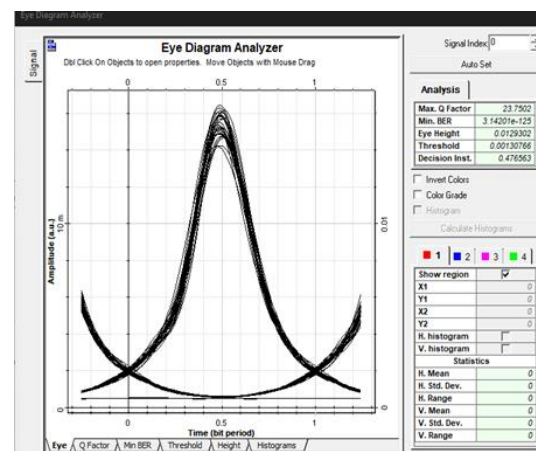 Eye Diagram Analyzer
Signal
Eye Diagram Analyzer
Dbl Click On Objects to open properties. Move Objects with Mouse Drag
0 0.5 1
Amplitude (a.u.)
0 10 m
0 0.01
0 0.5 1
Time (bit period)
Eye Q Factor Min BER Threshold Height Histograms
Signal Index: 0
Auto Set
Analysis
Max. Q Factor 23.7502
Min. BER 3.14201e-125
Eye Height 0.0129302
Threshold 0.00130766
Decision Inst. 0.476563
Invert Colors
Color Grade
Histogram
Calculate Histograms
1 2 3 4
Show region
X1 0
Y1 0
X2 0
Y2 0
H. histogram
V. histogram
Statistics
H. Mean 0
H. Std. Dev. 0
H. Range 0
V. Mean 0
V. Std. Dev. 0
V. Range 0